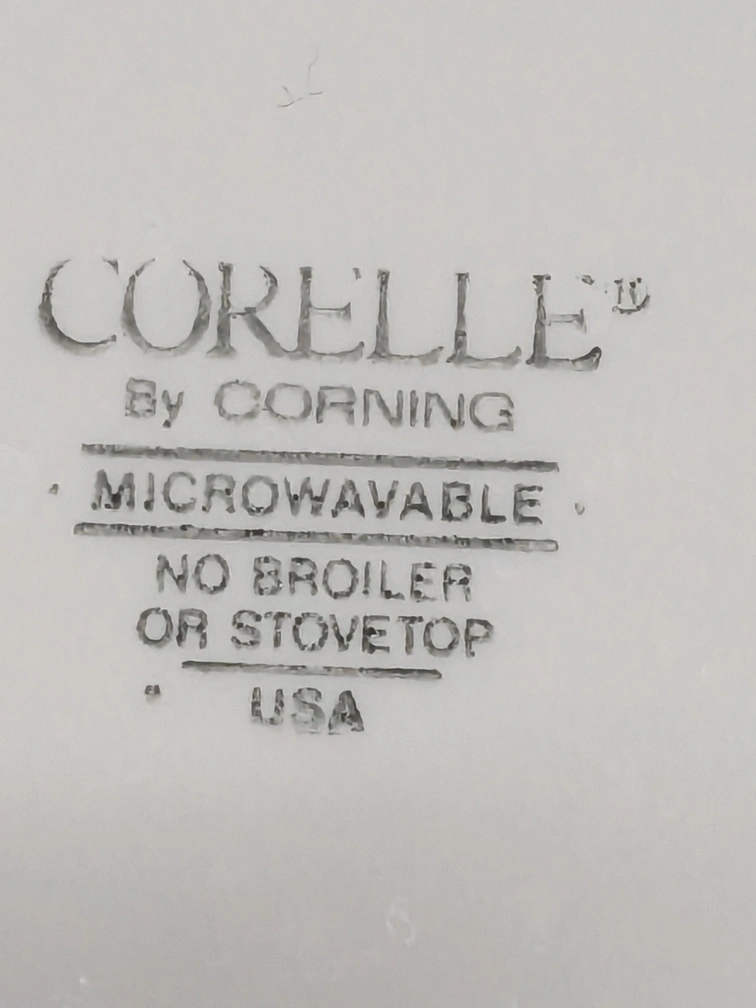 CORELLE®
By CORNING
MICROWAVABLE
NO BROILER
OR STOVETOP
USA